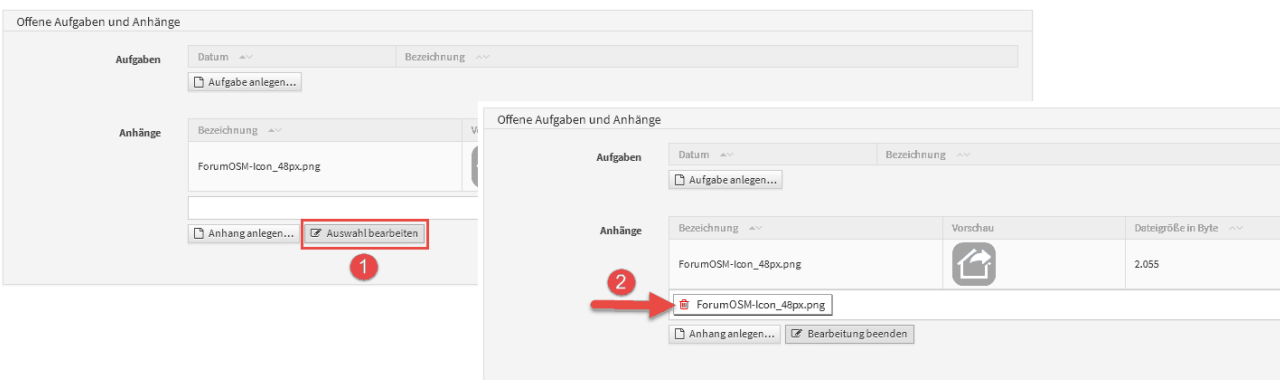 Offene Aufgaben und Anhänge
Aufgaben
Datum
Bezeichnung
Aufgabe anlegen...
Anhänge
Bezeichnung
ForumOSM-Icon_48px.png
Anhang anlegen...
Auswahl bearbeiten
1
Offene Aufgaben und Anhänge
Aufgaben
Datum
Bezeichnung
Aufgabe anlegen...
Anhänge
Bezeichnung
Vorschau
Dateigröße in Byte
ForumOSM-Icon_48px.png
2.055
2
ForumOSM-Icon_48px.png
Anhang anlegen...
Bearbeitung beenden